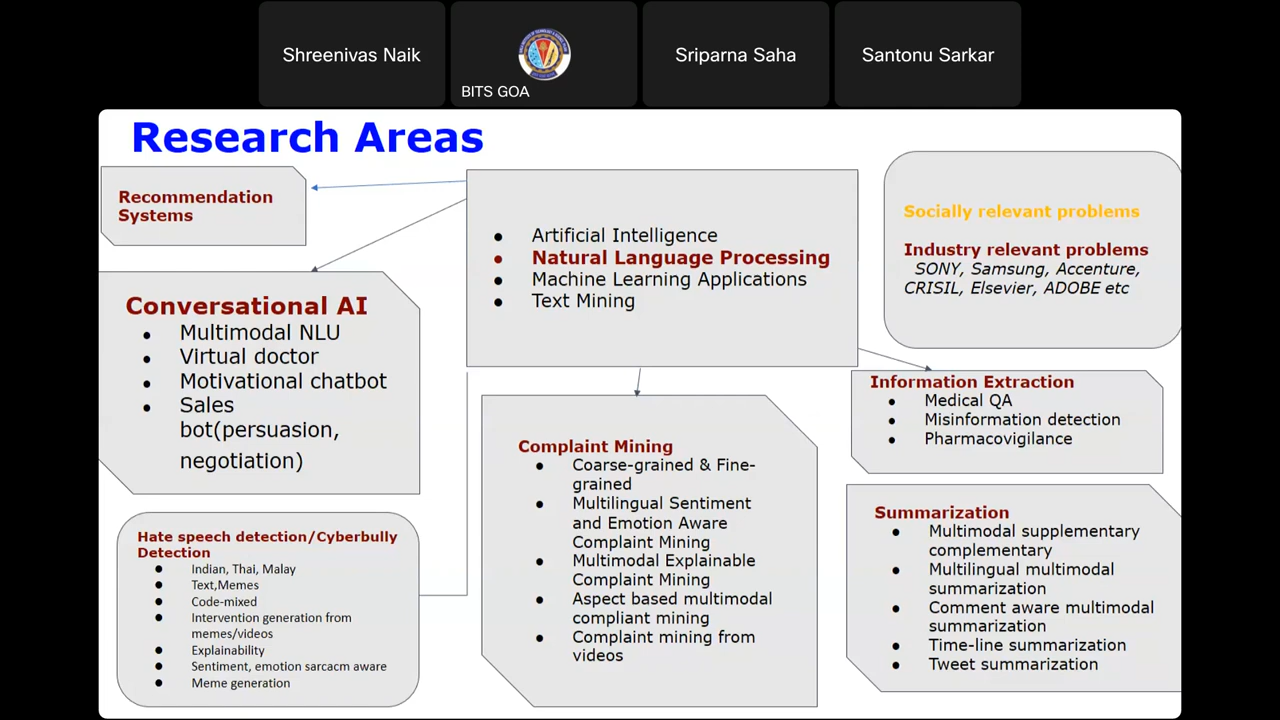 Shreenivas Naik
BITS GOA
Sriparna Saha
Santonu Sarkar
Research Areas
Recommendation
Systems
• Artificial Intelligence
• Natural Language Processing
• Machine Learning Applications
• Text Mining
Socially relevant problems
Industry relevant problems
SONY, Samsung, Accenture,
CRISIL, Elsevier, ADOBE etc
Conversational AI
• Multimodal NLU
• Virtual doctor
• Motivational chatbot
• Sales
bot(persuasion,
negotiation)
Information Extraction
• Medical QA
• Misinformation detection
• Pharmacovigilance
Complaint Mining
• Coarse-grained & Fine-
grained
• Multilingual Sentiment
and Emotion Aware
Complaint Mining
• Multimodal Explainable
Complaint Mining
• Aspect based multimodal
compliant mining
• Complaint mining from
videos
Hate speech detection/Cyberbully
Detection
• Indian, Thai, Malay
• Text,Memes
• Code-mixed
• Intervention generation from
memes/videos
• Explainability
• Sentiment, emotion sarcacm aware
• Meme generation
Summarization
• Multimodal supplementary
complementary
• Multilingual multimodal
summarization
• Comment aware multimodal
summarization
• Time-line summarization
• Tweet summarization